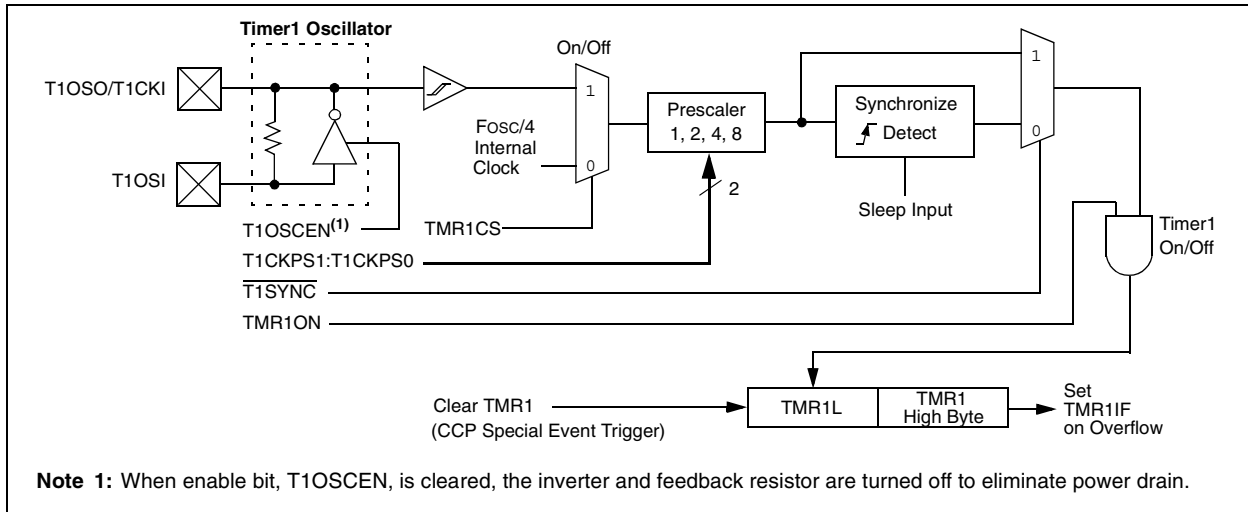 Timer1 Oscillator
On/Off
T1OSO/T1CKI
T1OSI
FOSC/4
Internal
Clock
1
0
Prescaler
1, 2, 4, 8
2
Synchronize
Detect
Sleep Input
1
0
T1OSCEN(1)
TMR1CS
T1CKPS1:T1CKPS0
T1SYNC
TMR1ON
Timer1
On/Off
Clear TMR1
(CCP Special Event Trigger)
TMR1L
TMR1
High Byte
Set
TMR1IF
on Overflow
Note 1: When enable bit, T1OSCEN, is cleared, the inverter and feedback resistor are turned off to eliminate power drain.